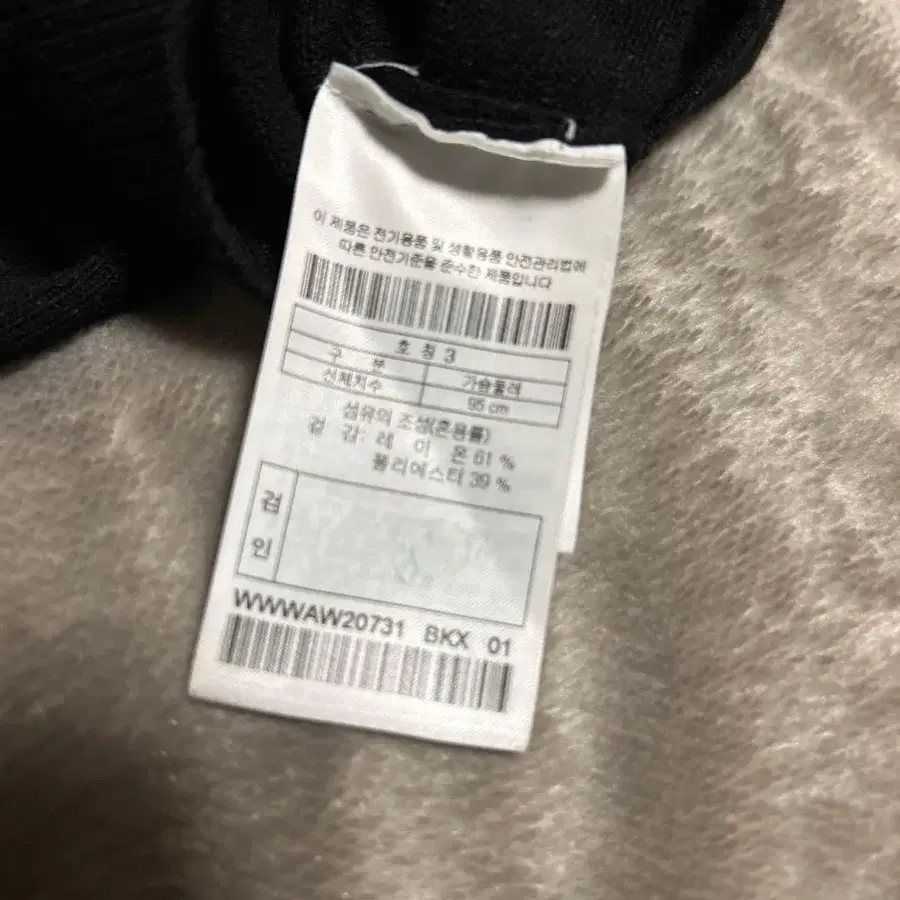 이 제품은 전기용품 및 생활용품 안전관리법에
따른 안전기준을 준수한 제품입니다
호 칭 3
구 분 가슴둘레
신체치수 95 cm
섬유의 조성(혼용률)
겉 감: 레 이 온 61 %
폴리에스터 39 %
검
인
WWWAW20731 BKX 01